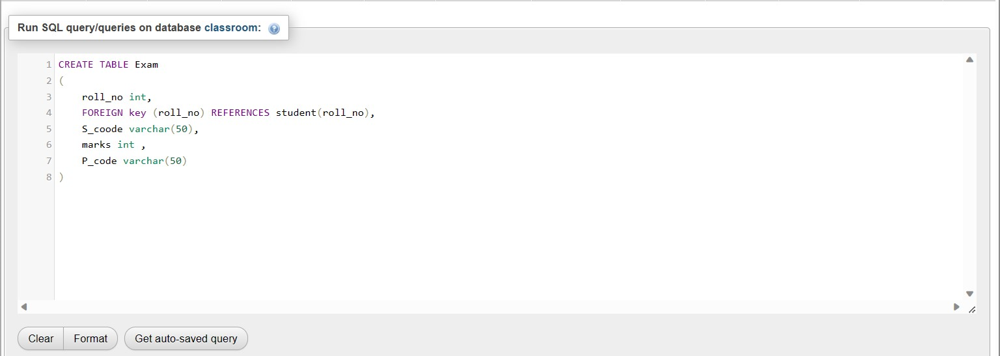 Run SQL query/queries on database classroom:
1 CREATE TABLE Exam
2 (
3 roll_no int,
4 FOREIGN key (roll_no) REFERENCES student(roll_no),
5 S_coode varchar(50),
6 marks int ,
7 P_code varchar(50)
8 )
Clear Format Get auto-saved query